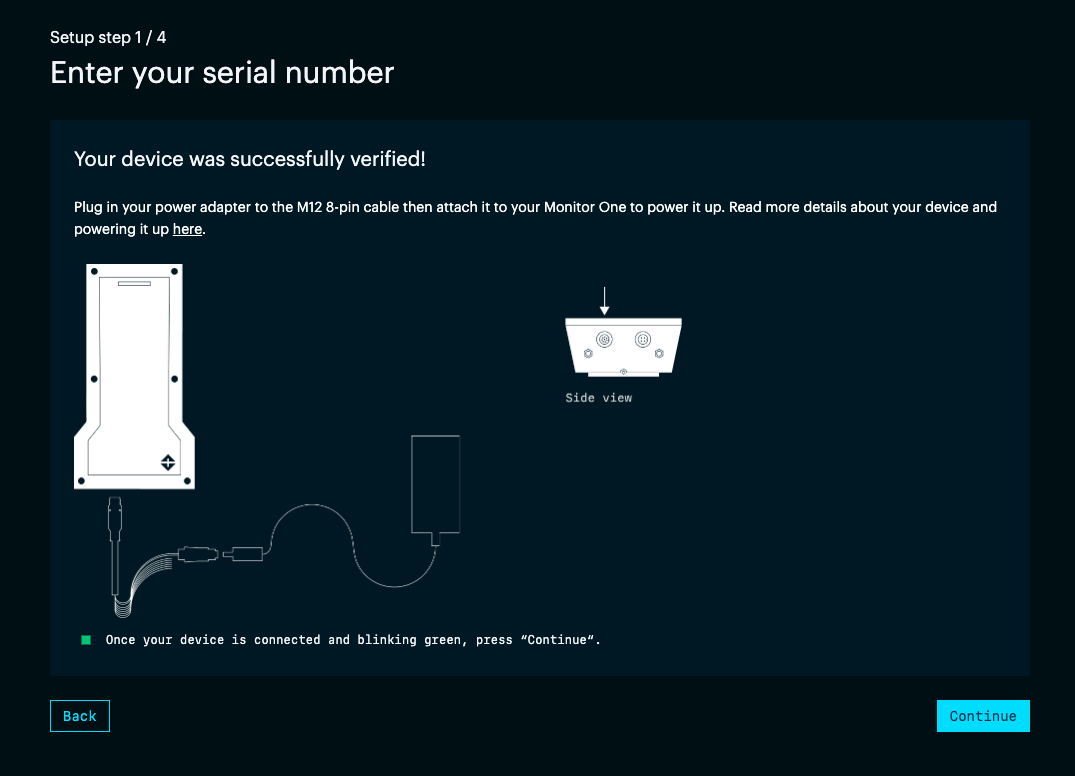 Setup step 1 / 4
Enter your serial number
Your device was successfully verified!
Plug in your power adapter to the M12 8-pin cable then attach it to your Monitor One to power it up. Read more details about your device and
powering it up here.
Side view
Once your device is connected and blinking green, press “Continue“.
Back
Continue